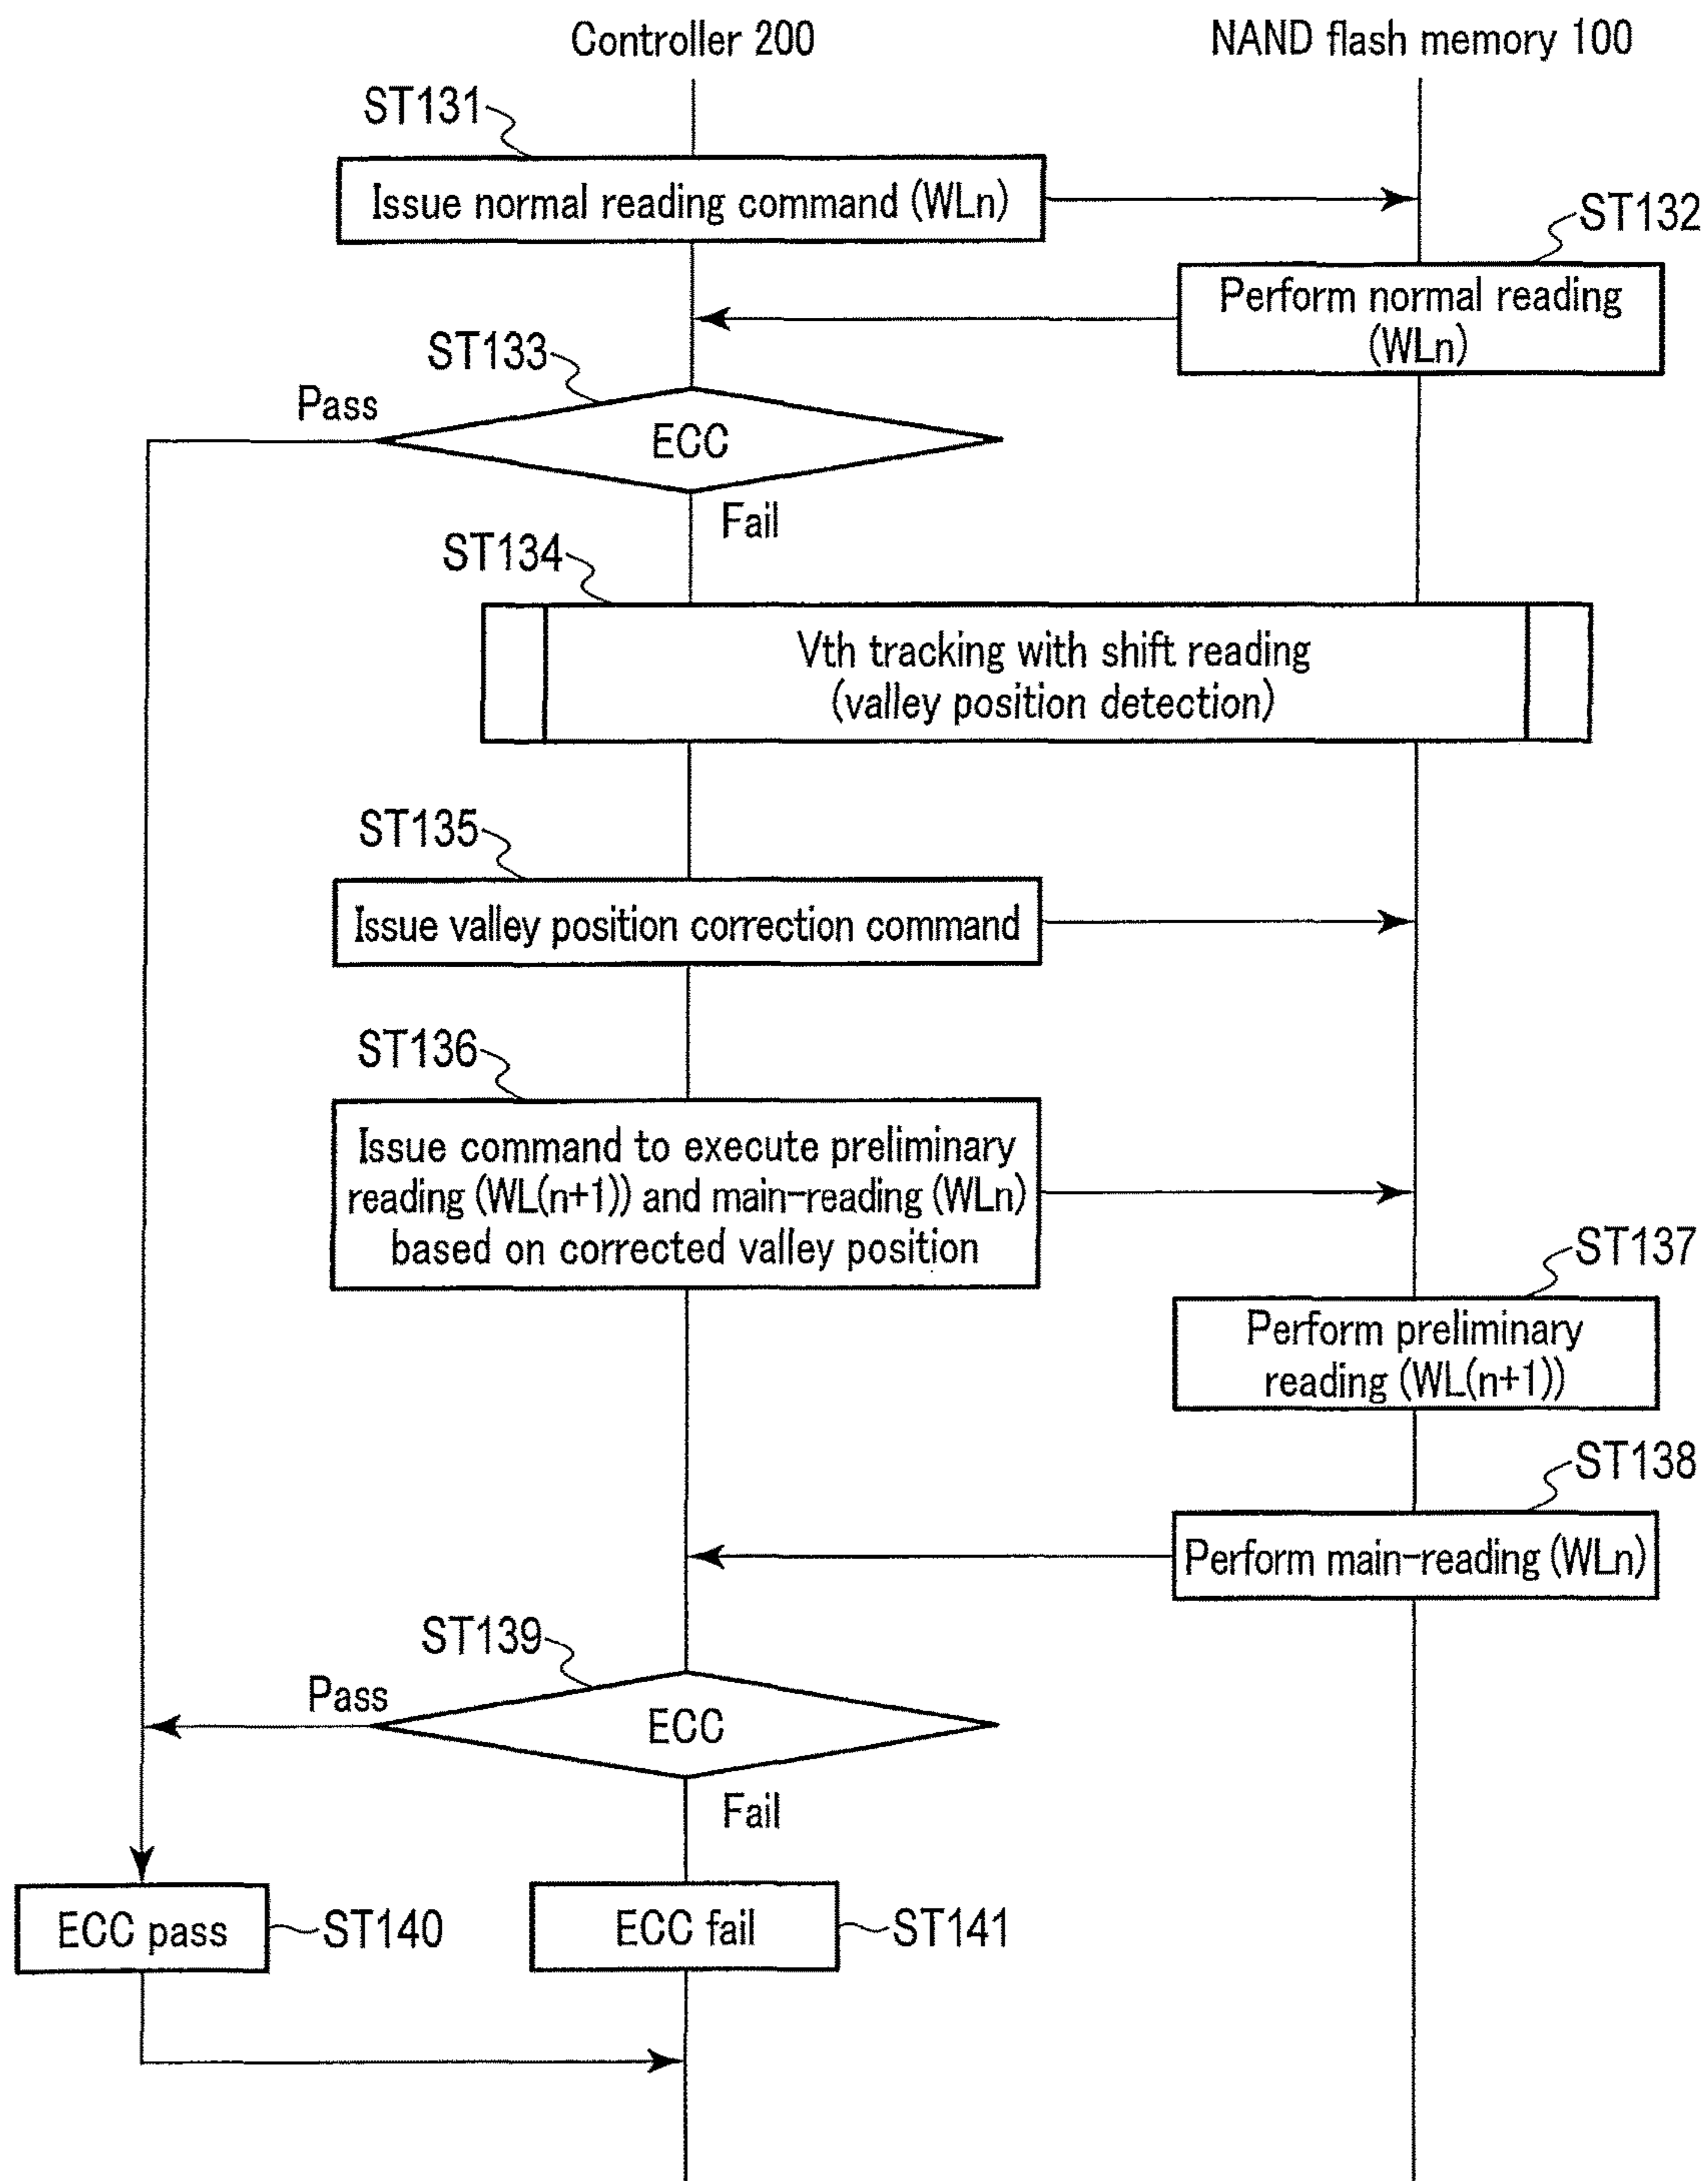 Controller 200
NAND flash memory 100
ST131
Issue normal reading command (WLn)
ST132
Perform normal reading
(WLn)
ST133
Pass
ECC
Fail
ST134
Vth tracking with shift reading
(valley position detection)
ST135
Issue valley position correction command
ST136
Issue command to execute preliminary
reading (WL(n+1)) and main-reading (WLn)
based on corrected valley position
ST137
Perform preliminary
reading (WL(n+1))
ST138
Perform main-reading (WLn)
ST139
Pass
ECC
Fail
ECC pass
ST140
ECC fail
ST141